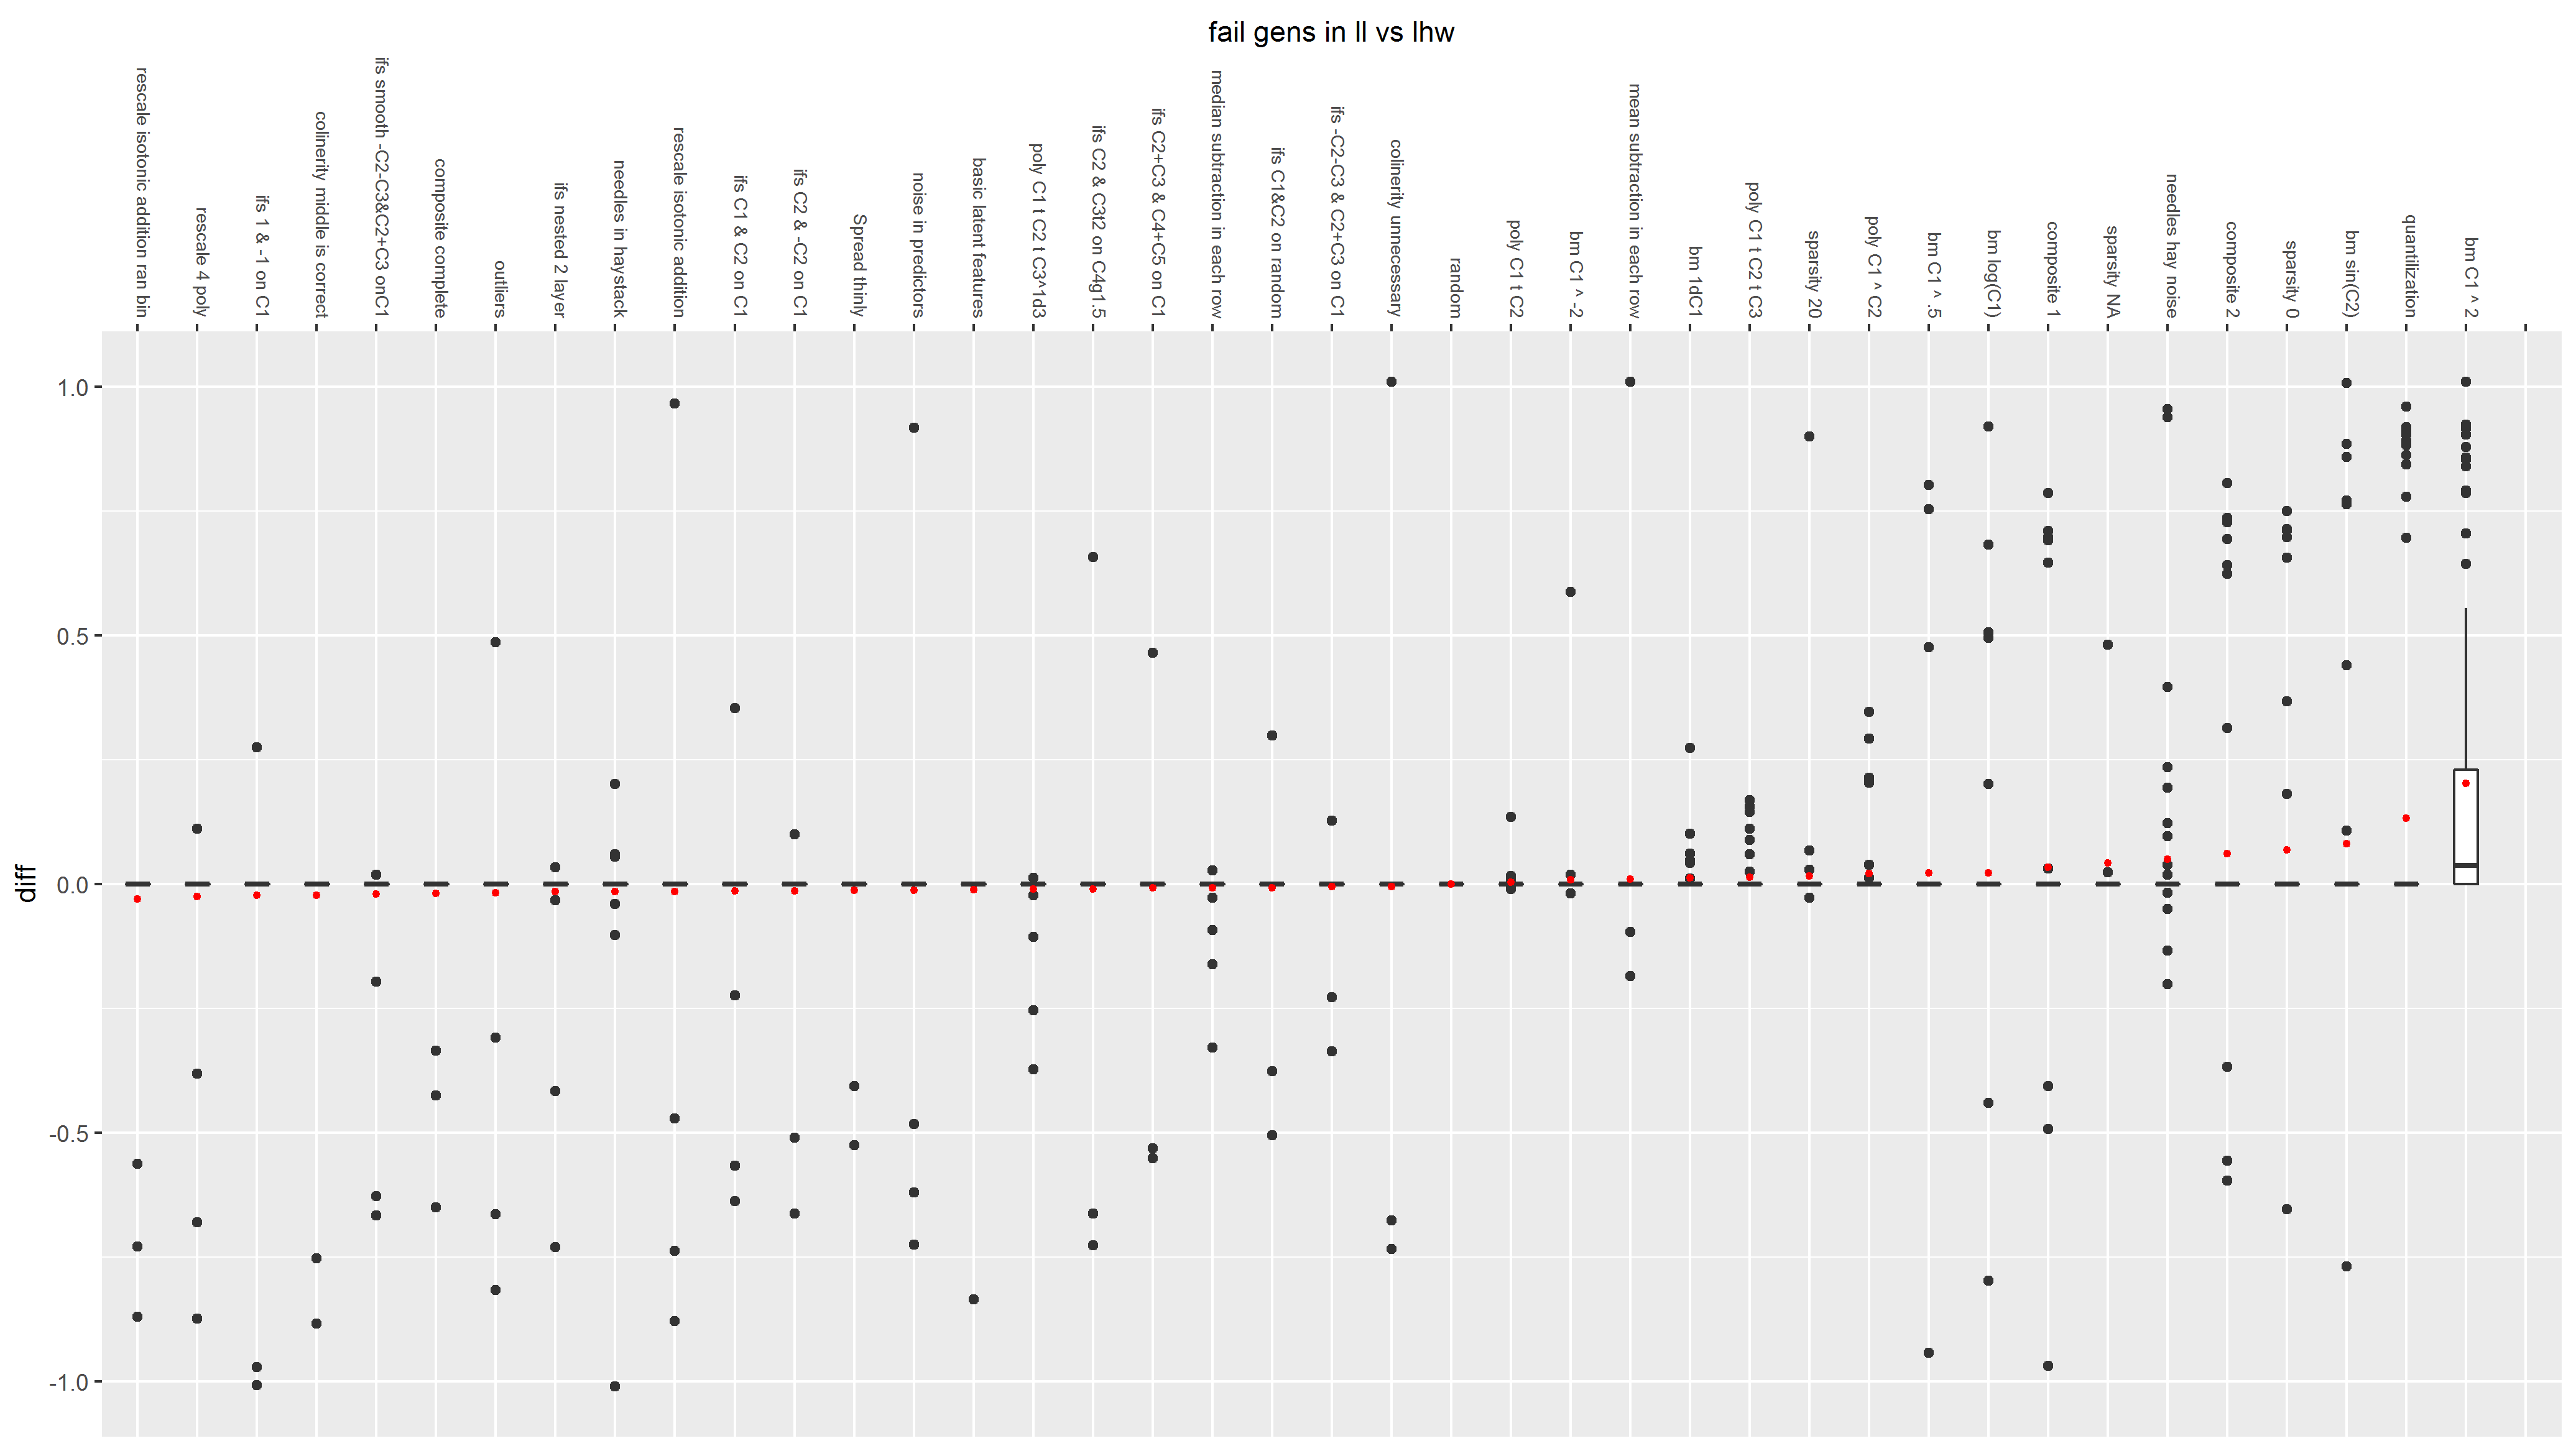 fail gens in ll vs lhw
rescale isotonic addition ran bin
rescale 4 poly
ifs 1 & -1 on C1
colinerity middle is correct
ifs smooth -C2-C3&C2+C3 onC1
composite complete
outliers
ifs nested 2 layer
needles in haystack
rescale isotonic addition
ifs C1 & C2 on C1
ifs C2 & -C2 on C1
Spread thinly
noise in predictors
basic latent features
poly C1 t C2 t C3^1d3
ifs C2 & C3t2 on C4g1.5
ifs C2+C3 & C4+C5 on C1
median subtraction in each row
ifs C1&C2 on random
ifs -C2-C3 & C2+C3 on C1
colinerity unnecessary
random
poly C1 t C2
bm C1 ^ -2
mean subtraction in each row
bm 1dC1
poly C1 t C2 t C3
sparsity 20
poly C1 ^ C2
bm C1 ^ .5
bm log(C1)
composite 1
sparsity NA
needles hay noise
composite 2
sparsity 0
bm sin(C2)
quantilization
bm C1 ^ 2
1.0
0.5
0.0
-0.5
-1.0
diff